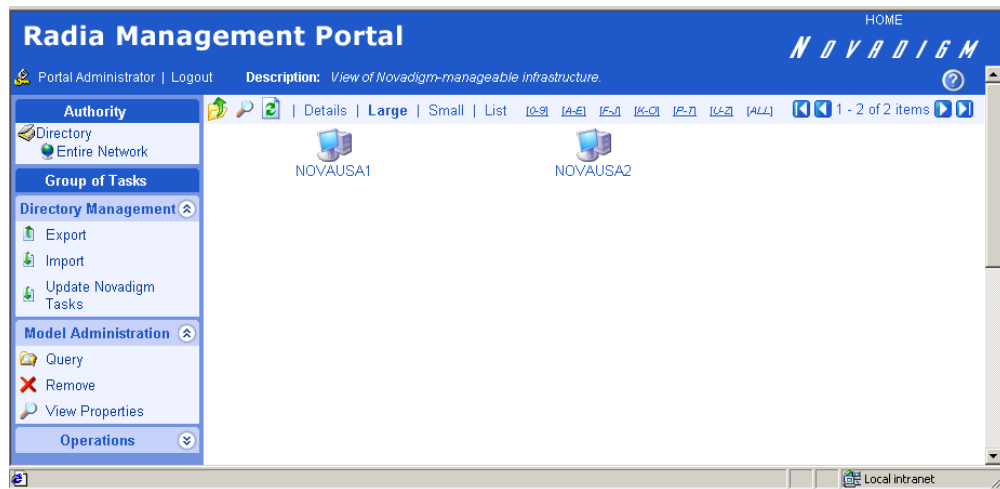 Radia Management Portal
HOME
NOVADIGM
Portal Administrator | Logout Description: View of Novadigm-manageable infrastructure.
Authority
Directory
Entire Network
Group of Tasks
Directory Management
Export
Import
Update Novadigm
Tasks
Model Administration
Query
Remove
View Properties
Operations
| Details | Large | Small | List [0-9] [A-E] [F-J] [K-O] [P-T] [U-Z] [ALL] 1 - 2 of 2 items
NOVAUSA1
NOVAUSA2
Local intranet